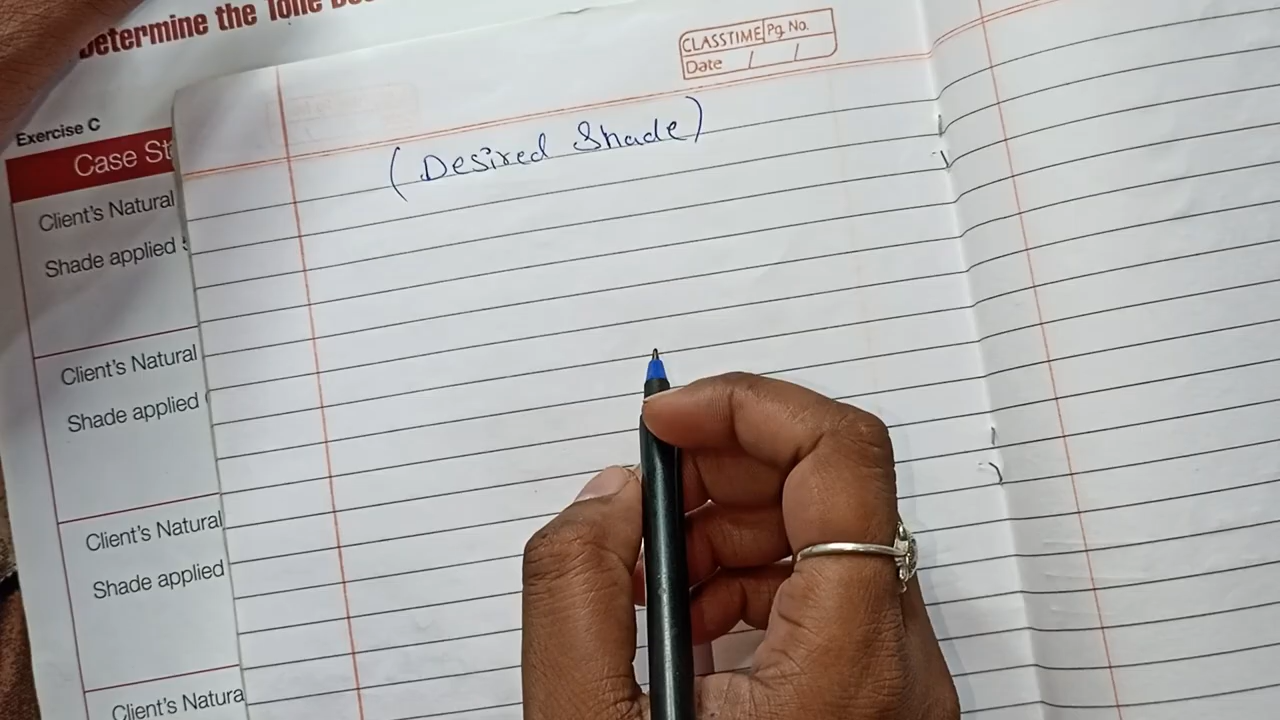 Determine the Tone
Exercise C
Case St
Client's Natural
Shade applied
Client's Natural
Shade applied
Client's Natural
Shade applied
Client's Natura
CLASSTIME Pg. No.
Date / /
(Desired Shade)